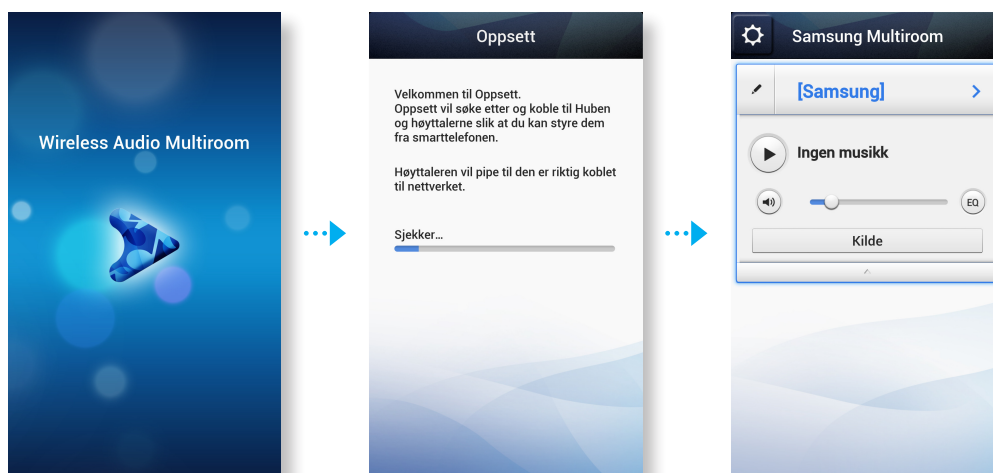 Wireless Audio Multiroom
Oppsett
Velkommen til Oppsett.
Oppsett vil søke etter og koble til Huben
og høyttalerne slik at du kan styre dem
fra smarttelefonen.
Høyttaleren vil pipe til den er riktig koblet
til nettverket.
Sjekker...
Samsung Multiroom
[Samsung]
Ingen musikk
EQ
Kilde